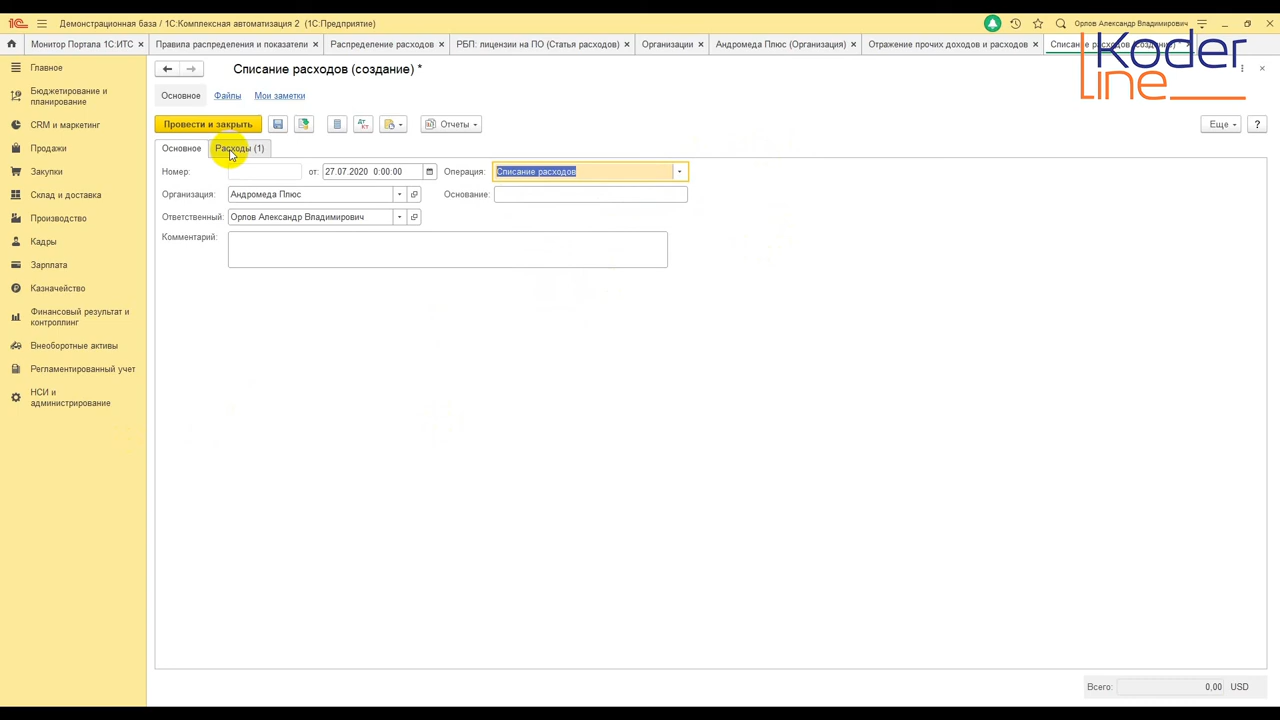 Демонстрационная база / 1С:Комплексная автоматизация 2 (1С:Предприятие)
Орлов Александр Владимирович
Монитор Портала 1С:ИТС
Правила распределения и показатели
Распределение расходов
РБП: лицензии на ПО (Статья расходов)
Организации
Андромеда Плюс (Организация)
Отражение прочих доходов и расходов
Списание расходов (создание) *
Koder
line
Главное
Бюджетирование и
планирование
CRM и маркетинг
Продажи
Закупки
Склад и доставка
Производство
Кадры
Зарплата
Казначейство
Финансовый результат и
контроллинг
Внеоборотные активы
Регламентированный учет
НСИ и
администрирование
Списание расходов (создание) *
Основное Файлы Мои заметки
Провести и закрыть Отчеты Еще ?
Основное Расходы (1)
Номер: от: 27.07.2020 0:00:00 Операция: Списание расходов
Организация: Андромеда Плюс Основание:
Ответственный: Орлов Александр Владимирович
Комментарий:
Всего: 0,00 USD